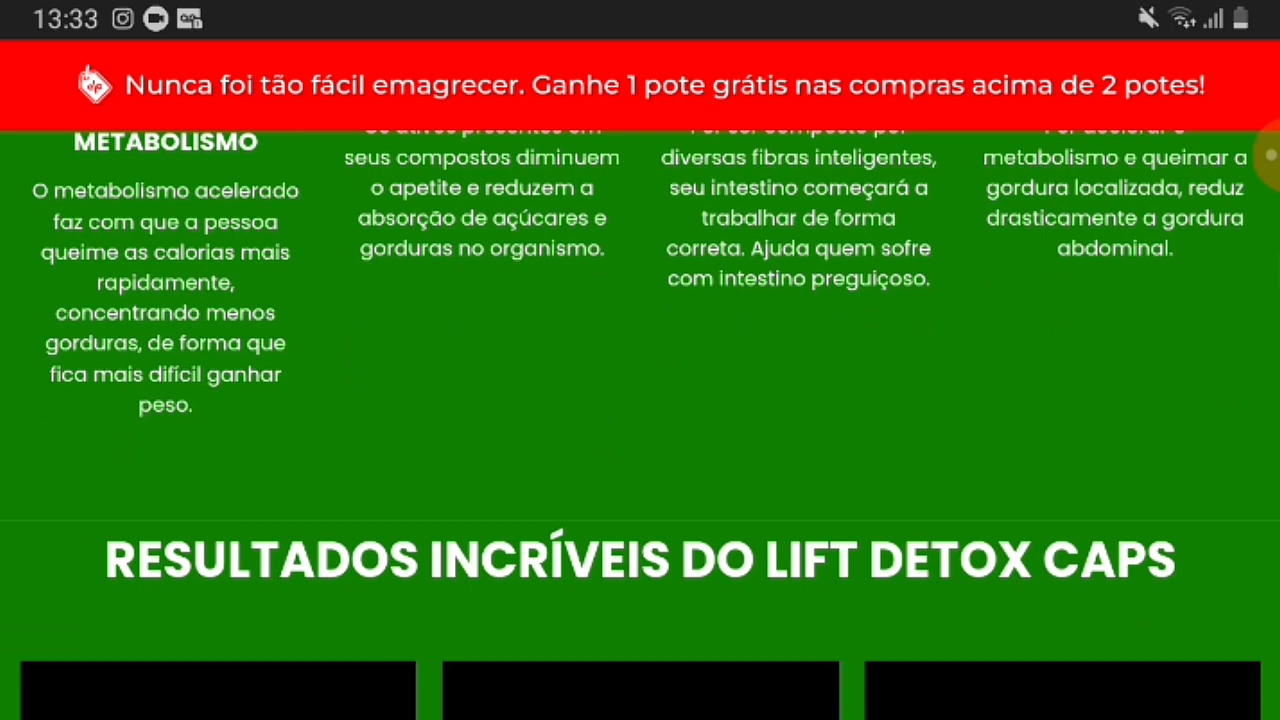 13:33
Nunca foi tão fácil emagrecer. Ganhe 1 pote grátis nas compras acima de 2 potes!
METABOLISMO
O metabolismo acelerado
faz com que a pessoa
queime as calorias mais
rapidamente,
concentrando menos
gorduras, de forma que
fica mais difícil ganhar
peso.
seus compostos diminuem
o apetite e reduzem a
absorção de açúcares e
gorduras no organismo.
diversas fibras inteligentes,
seu intestino começará a
trabalhar de forma
correta. Ajuda quem sofre
com intestino preguiçoso.
metabolismo e queimar a
gordura localizada, reduz
drasticamente a gordura
abdominal.
RESULTADOS INCRÍVEIS DO LIFT DETOX CAPS